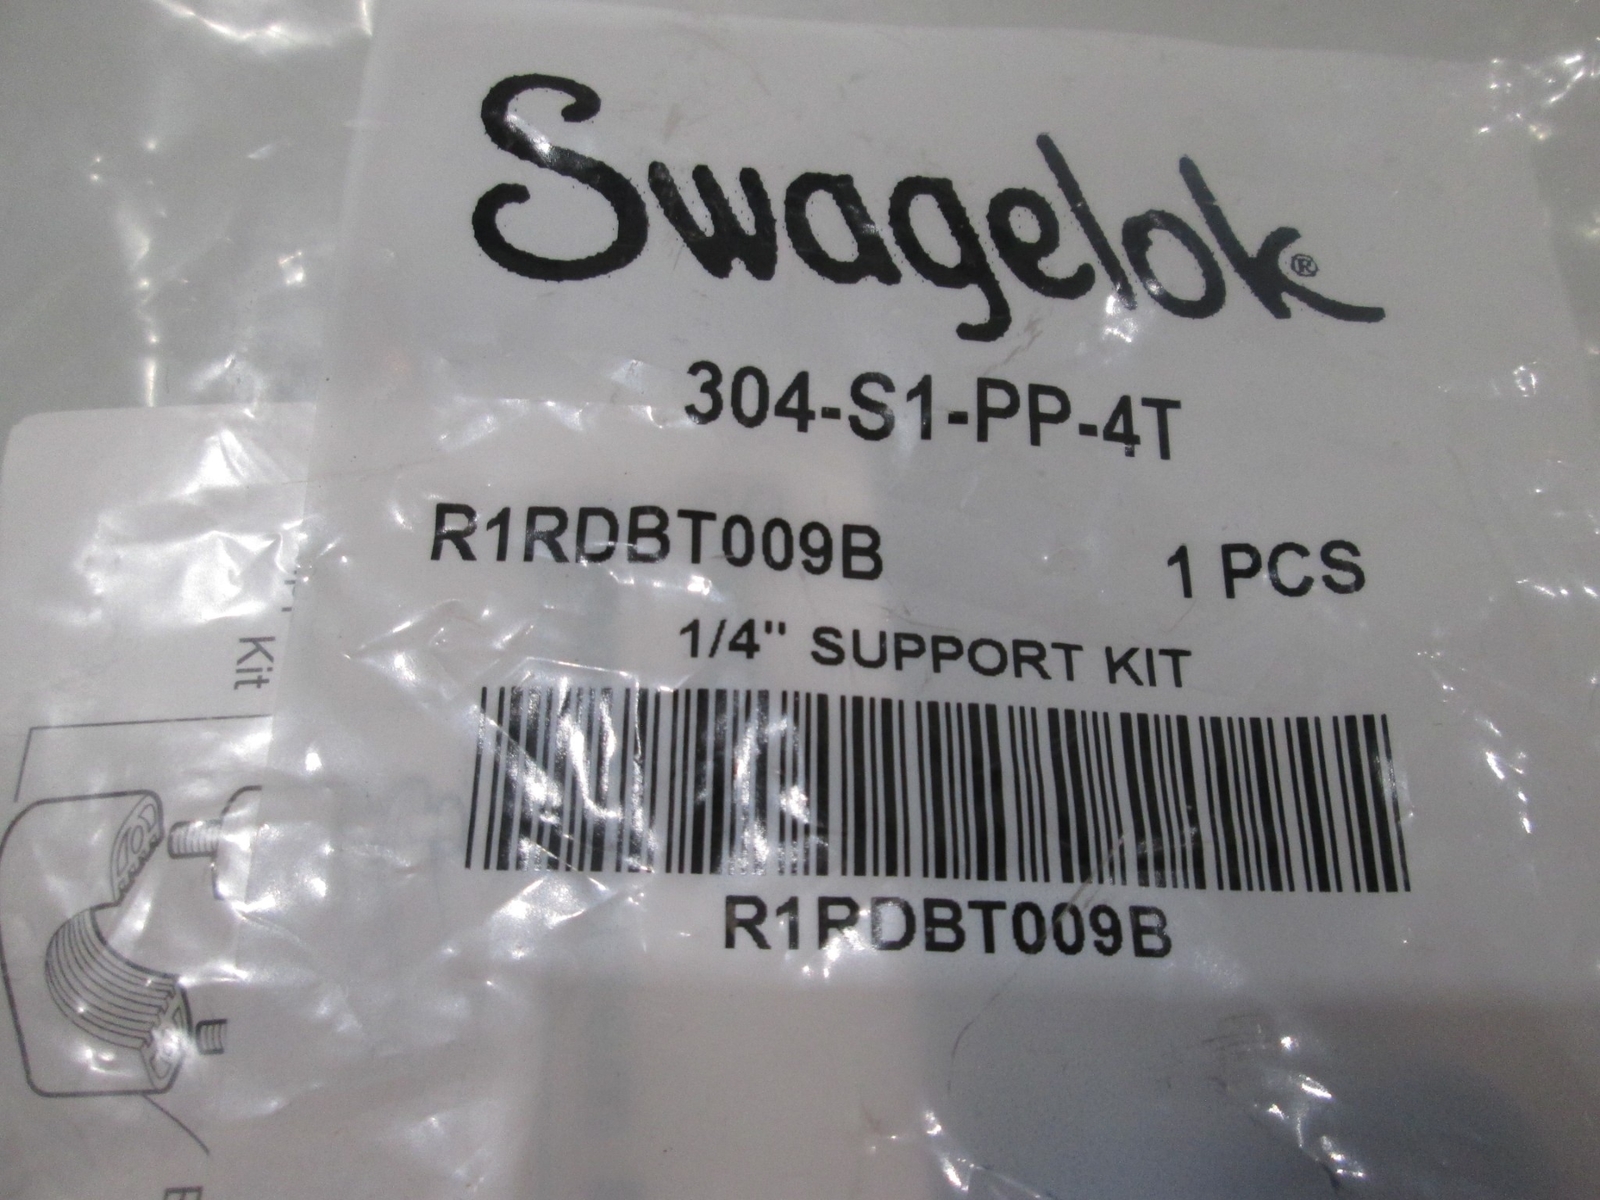 Swagelok®
304-S1-PP-4T
R1RDBT009B 1 PCS
1/4" SUPPORT KIT
R1RDBT009B
Kit